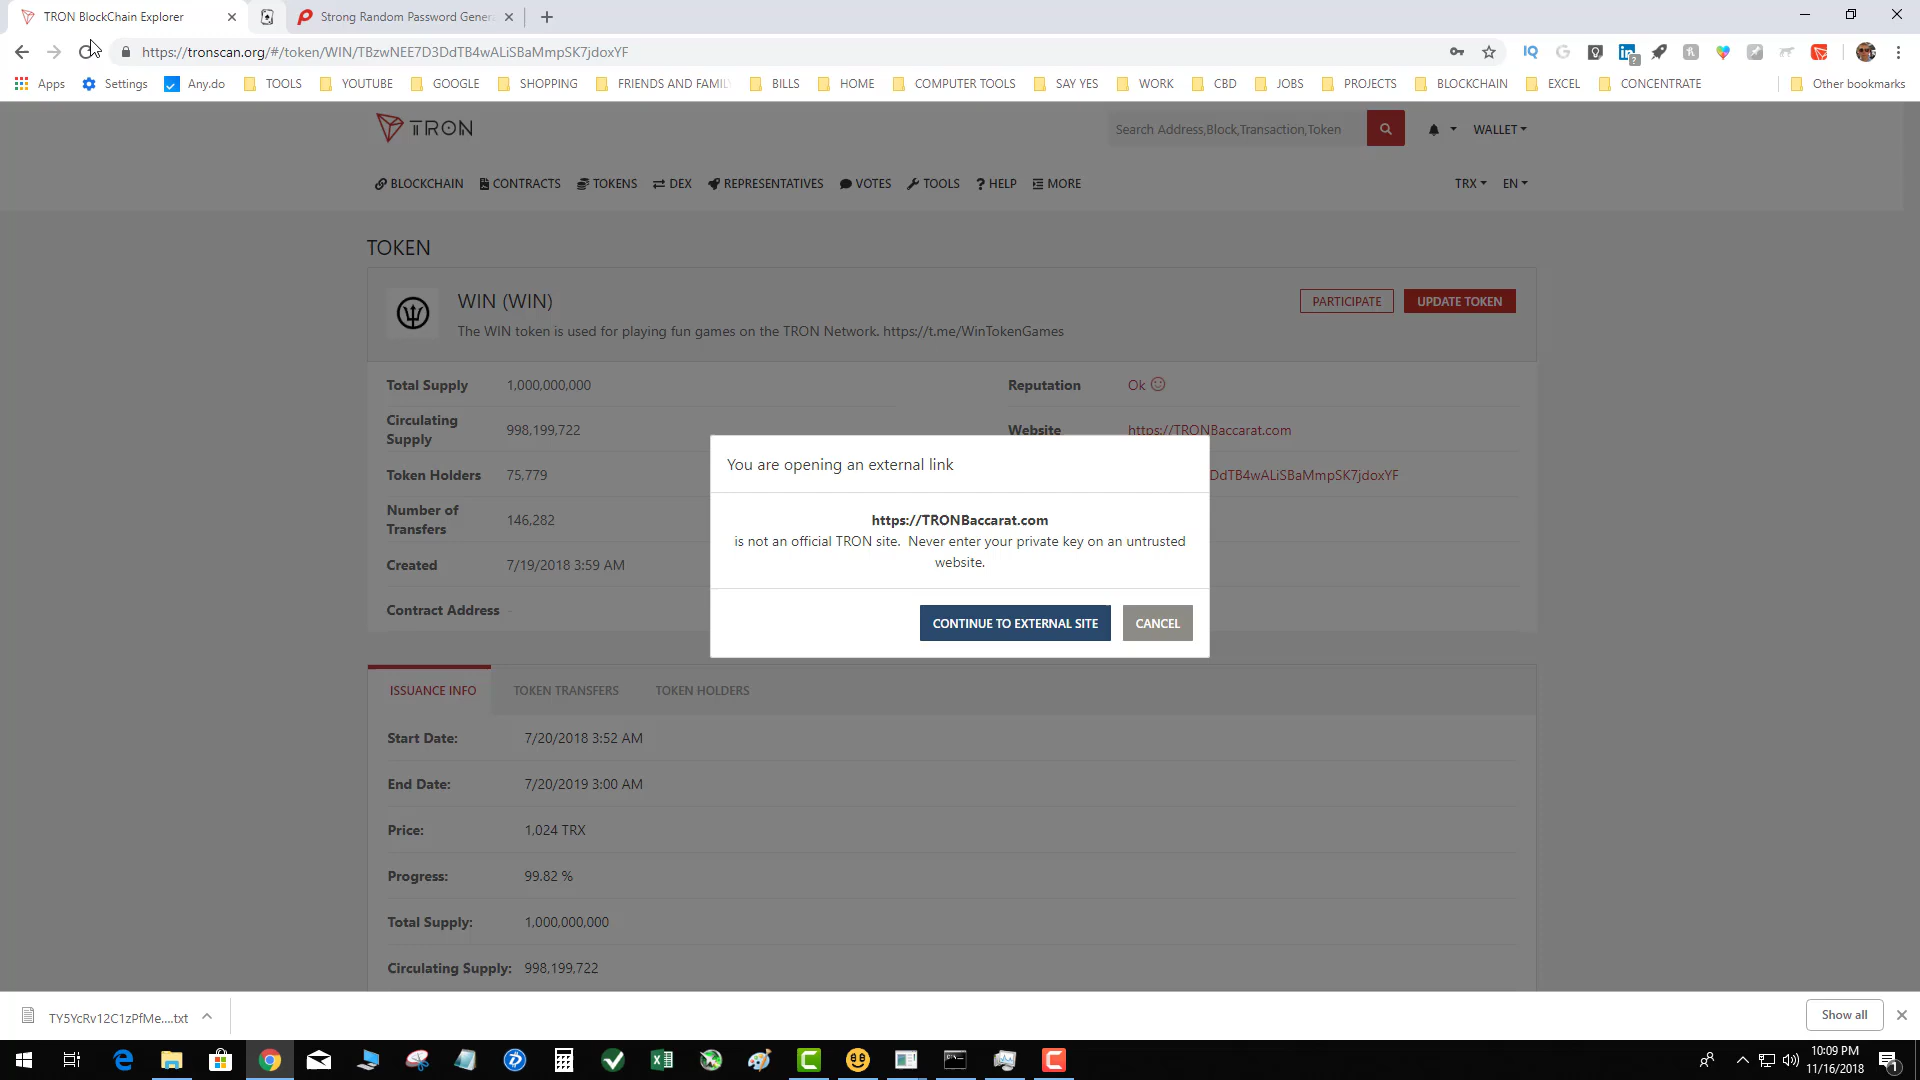 TRON BlockChain Explorer
Strong Random Password Gener
https://tronscan.org/#/token/WIN/TBzwNEE7D3DdTB4wALiSBaMmpSK7jdoxYF
Apps Settings Any.do TOOLS YOUTUBE GOOGLE SHOPPING FRIENDS AND FAMIL BILLS HOME COMPUTER TOOLS SAY YES WORK CBD JOBS PROJECTS BLOCKCHAIN EXCEL CONCENTRATE Other bookmarks
TRON
Search Address,Block,Transaction,Token
WALLET
BLOCKCHAIN CONTRACTS TOKENS DEX REPRESENTATIVES VOTES TOOLS HELP MORE TRX EN
TOKEN
WIN (WIN)
PARTICIPATE UPDATE TOKEN
The WIN token is used for playing fun games on the TRON Network. https://t.me/WinTokenGames
Total Supply 1,000,000,000
Reputation Ok
Circulating Supply 998,199,722
Website https://TRONBaccarat.com
Token Holders 75,779
DdTB4wALiSBaMmpSK7jdoxYF
Number of Transfers 146,282
Created 7/19/2018 3:59 AM
Contract Address -
You are opening an external link
https://TRONBaccarat.com
is not an official TRON site. Never enter your private key on an untrusted
website.
CONTINUE TO EXTERNAL SITE CANCEL
ISSUANCE INFO TOKEN TRANSFERS TOKEN HOLDERS
Start Date: 7/20/2018 3:52 AM
End Date: 7/20/2019 3:00 AM
Price: 1,024 TRX
Progress: 99.82 %
Total Supply: 1,000,000,000
Circulating Supply: 998,199,722
TY5YcRv12C1zPfMe....txt
Show all
10:09 PM
11/16/2018
1